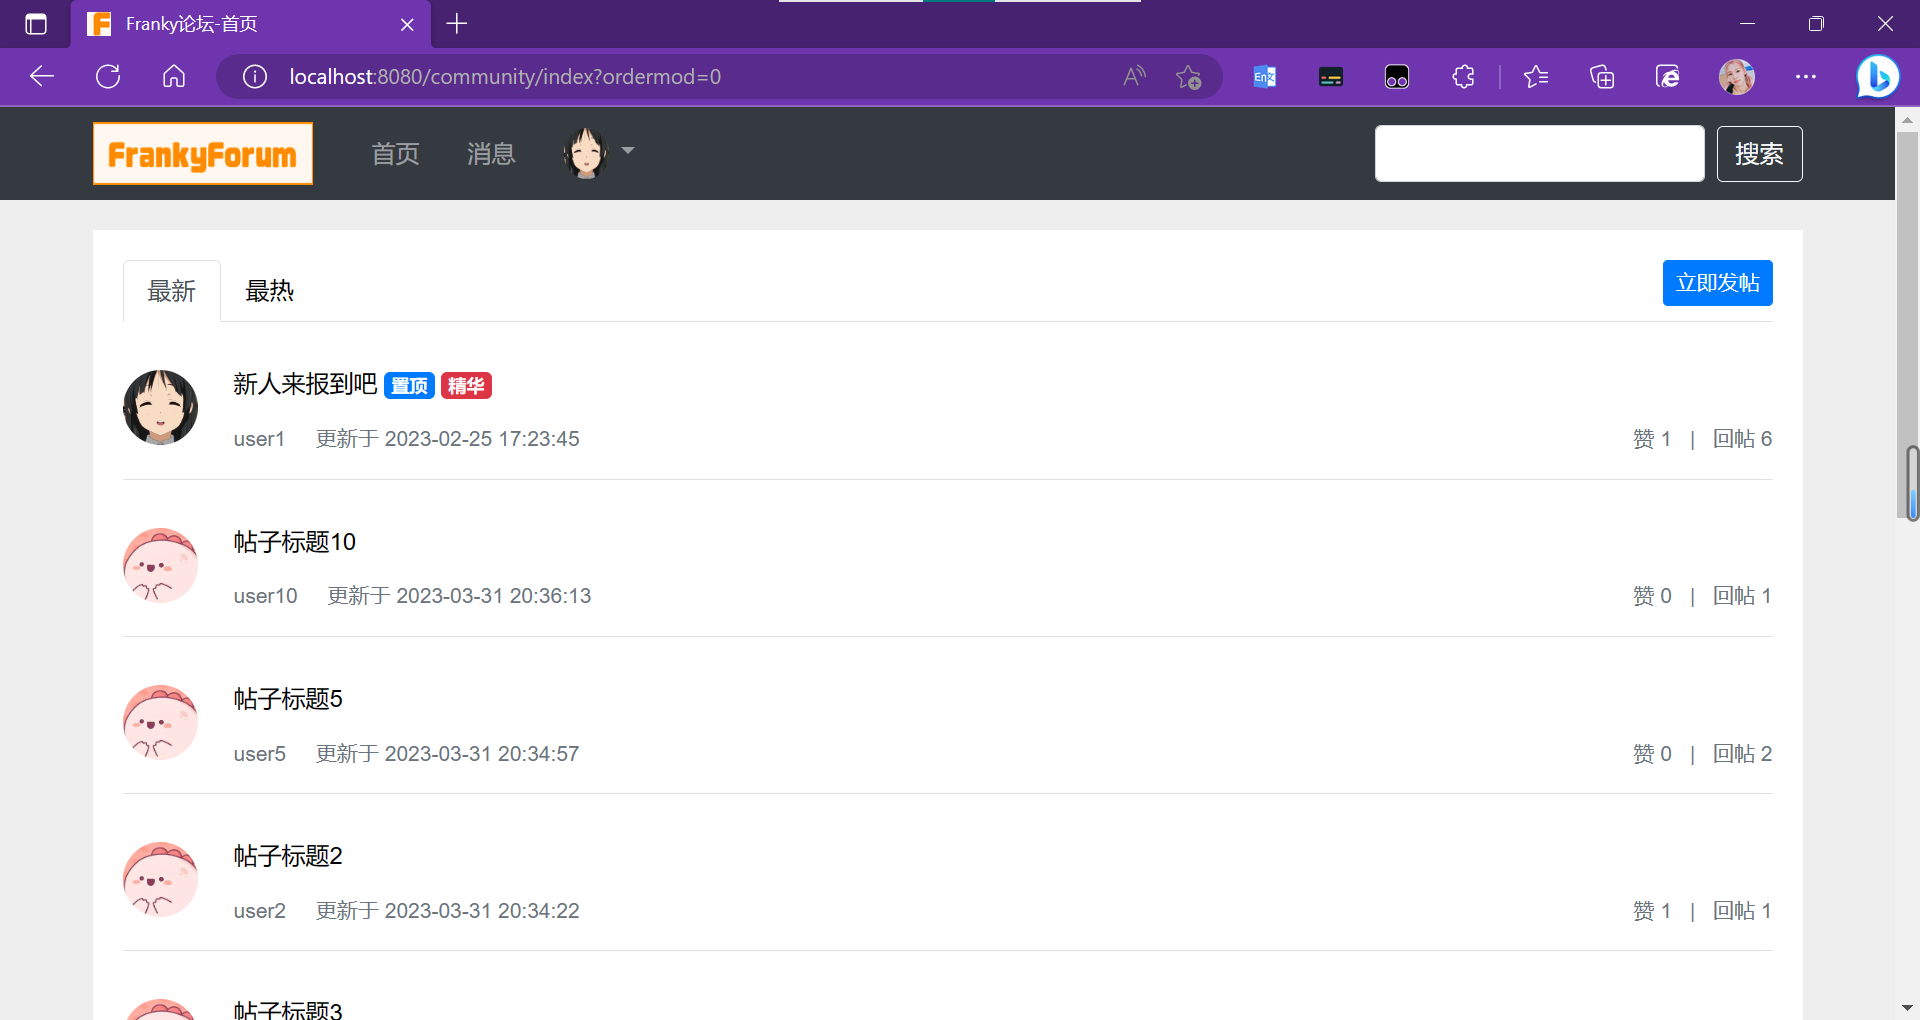 Franky论坛-首页
localhost:8080/community/index?ordermod=0
FrankyForum 首页 消息 搜索
最新 最热 立即发帖
新人来报到吧 置顶 精华
user1 更新于 2023-02-25 17:23:45 赞 1 | 回帖 6
帖子标题10
user10 更新于 2023-03-31 20:36:13 赞 0 | 回帖 1
帖子标题5
user5 更新于 2023-03-31 20:34:57 赞 0 | 回帖 2
帖子标题2
user2 更新于 2023-03-31 20:34:22 赞 1 | 回帖 1
帖子标题3